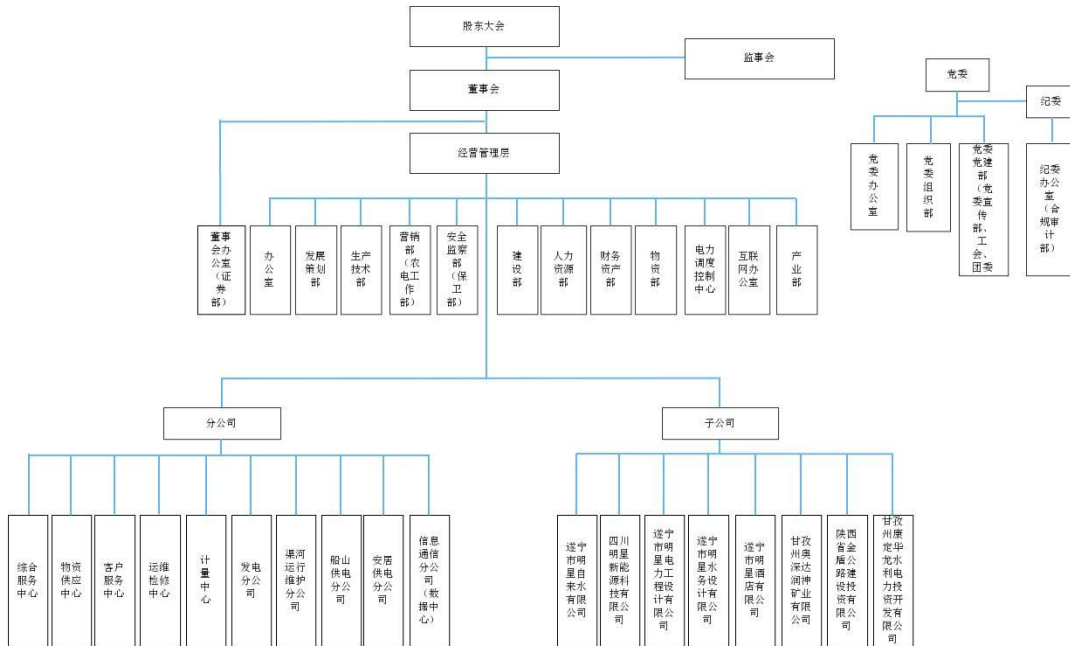 股东大会
监事会
董事会
经营管理层
党委
纪委
党
委
办
公
室
党
委
组
织
部
党委
党建
部（党
委宣
传
部、工
会、
团委
纪委
办公
室
（合
规审
计
部）
董事
会办
公室
（证
券
部）
办
公
室
发展
策划
部
生产
技术
部
营销
部
（农
电工
作
部）
安全
监察
部
（保
卫
部）
建
设
部
人力
资源
部
财务
资产
部
物
资
部
电力
调度
控制
中心
互联
网办
公室
产
业
部
分公司
子公司
综合
服务
中心
物资
供应
中心
客户
服务
中心
运维
检修
中心
计
量
中
心
发电
分公
司
渠河
运行
维护
分公
司
船山
供电
分公
司
安居
供电
分公
司
信息
通信
分公
司
（数
据中
心）
遂宁
市明
星自
来水
有限
公司
四川
明星
新能
源科
技有
限公
司
遂宁
市明
星电
力工
程设
计有
限公
司
遂宁
市明
星水
务设
计有
限公
司
遂宁
市明
星酒
店有
限公
司
甘孜
州奥
深达
润神
矿业
有限
公司
陕西
省金
盾公
路建
设投
资有
限公
司
甘孜
州康
定华
龙水
利电
力投
资开
发有
限公
司